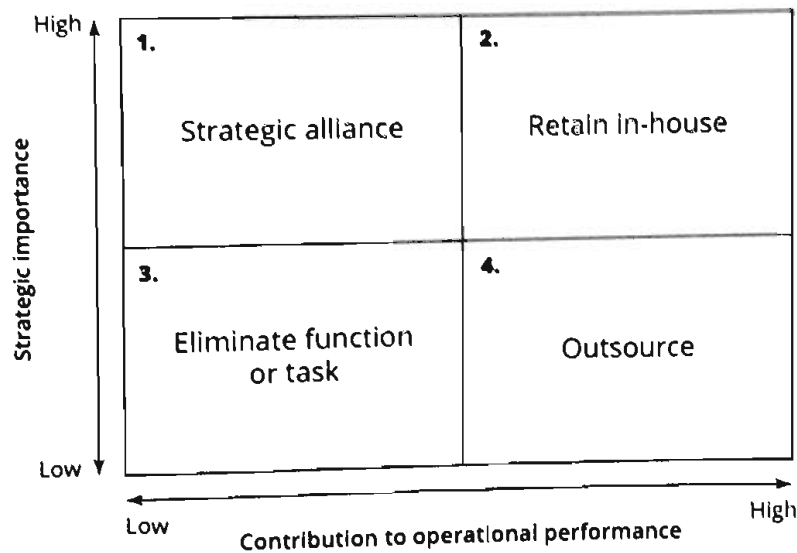 High
1.
2.
Strategic alliance
Retain in-house
Strategic importance
3.
4.
Eliminate function
or task
Outsource
Low
Low
High
Contribution to operational performance